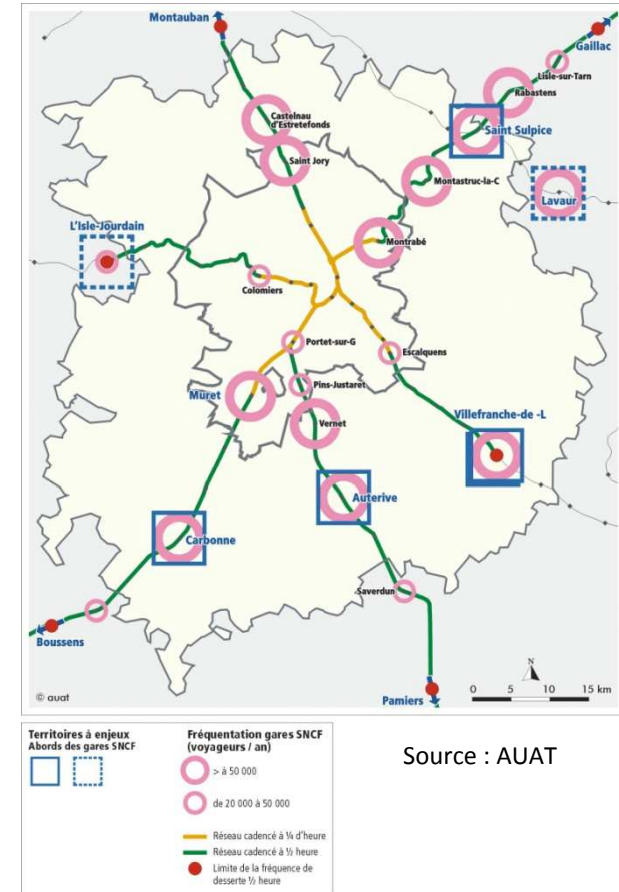 Montauban
Gaillac
Lisle-sur-Tarn
Rabastens
Castelnau
d'Estretefonds
Saint Sulpice
Saint Jory
Montastruc-la-C
Lavaur
L'Isle-Jourdain
Montrabé
Colomiers
Portet-sur-G
Escalquens
Pins-Justaret
Muret
Vernet
Villefranche-de -L
Auterive
Carbonne
Saverdun
Boussens
Pamiers
N
0 5 10 15 km
© auat
Territoires à enjeux
Abords des gares SNCF
Fréquentation gares SNCF
(voyageurs / an)
> à 50 000
de 20 000 à 50 000
Réseau cadencé à ¼ d'heure
Réseau cadencé à ½ heure
Limite de la fréquence de
desserte ½ heure
Source : AUAT